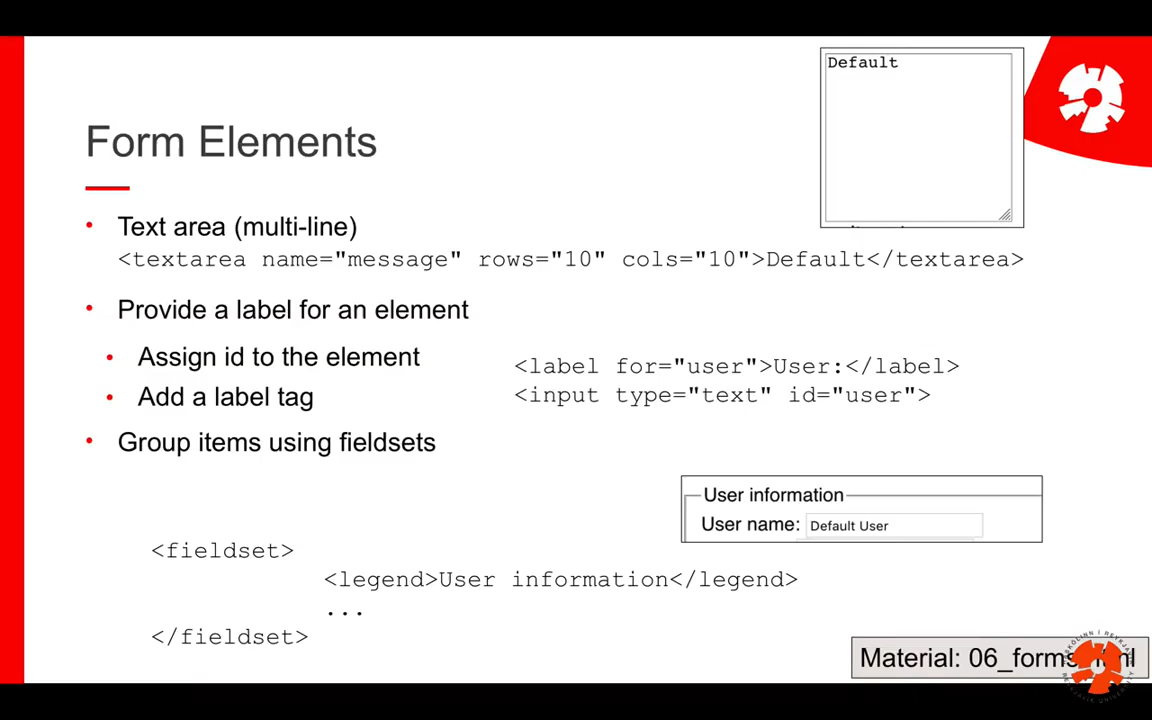 Default
Form Elements
• Text area (multi-line)
<textarea name="message" rows="10" cols="10">Default</textarea>
• Provide a label for an element
• Assign id to the element
• Add a label tag
<label for="user">User:</label>
<input type="text" id="user">
• Group items using fieldsets
User information
User name: Default User
<fieldset>
<legend>User information</legend>
...
</fieldset>
Material: 06_forms